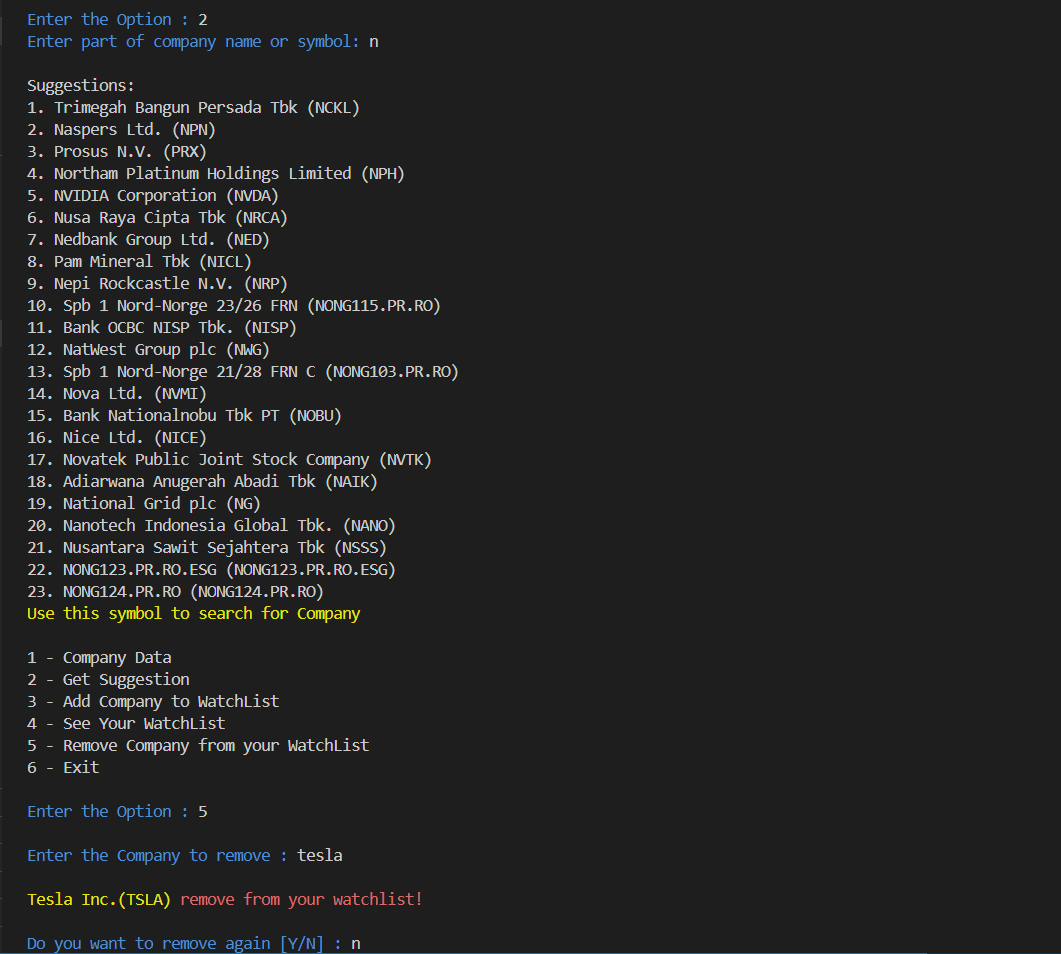 Enter the Option : 2
Enter part of company name or symbol: n
Suggestions:
1. Trimegah Bangun Persada Tbk (NCKL)
2. Naspers Ltd. (NPN)
3. Prosus N.V. (PRX)
4. Northam Platinum Holdings Limited (NPH)
5. NVIDIA Corporation (NVDA)
6. Nusa Raya Cipta Tbk (NRCA)
7. Nedbank Group Ltd. (NED)
8. Pam Mineral Tbk (NICL)
9. Nepi Rockcastle N.V. (NRP)
10. Spb 1 Nord-Norge 23/26 FRN (NONG115.PR.RO)
11. Bank OCBC NISP Tbk. (NISP)
12. NatWest Group plc (NWG)
13. Spb 1 Nord-Norge 21/28 FRN C (NONG103.PR.RO)
14. Nova Ltd. (NVMI)
15. Bank Nationalnobu Tbk PT (NOBU)
16. Nice Ltd. (NICE)
17. Novatek Public Joint Stock Company (NVTK)
18. Adiarwana Anugerah Abadi Tbk (NAIK)
19. National Grid plc (NG)
20. Nanotech Indonesia Global Tbk. (NANO)
21. Nusantara Sawit Sejahtera Tbk (NSSS)
22. NONG123.PR.RO.ESG (NONG123.PR.RO.ESG)
23. NONG124.PR.RO (NONG124.PR.RO)
Use this symbol to search for Company
1 - Company Data
2 - Get Suggestion
3 - Add Company to WatchList
4 - See Your WatchList
5 - Remove Company from your WatchList
6 - Exit
Enter the Option : 5
Enter the Company to remove : tesla
Tesla Inc.(TSLA) remove from your watchlist!
Do you want to remove again [Y/N] : n